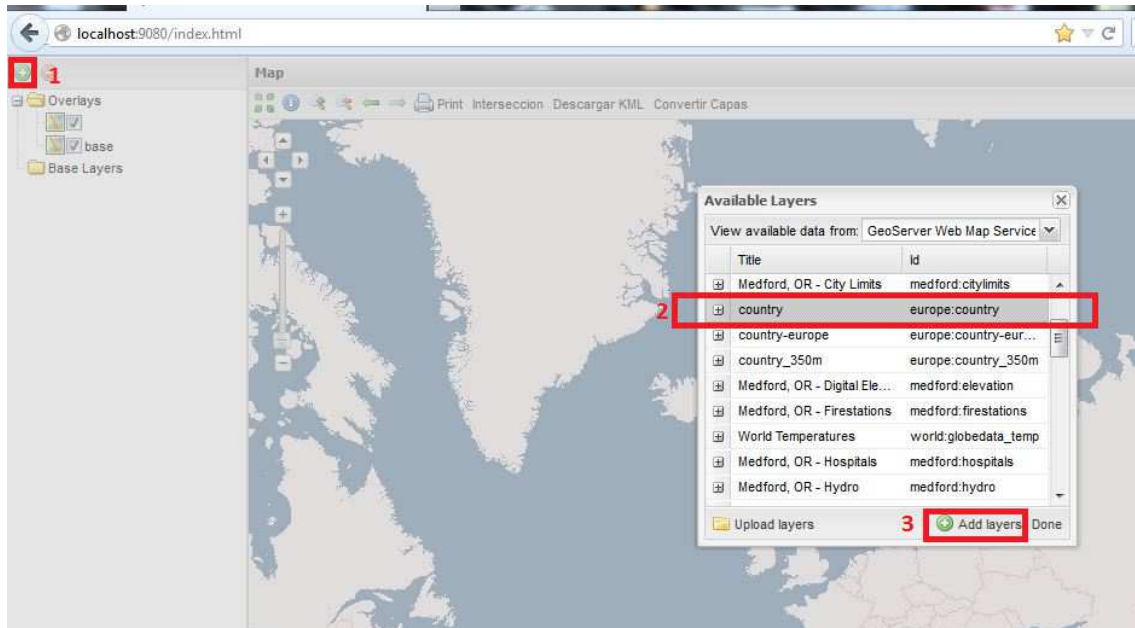 localhost:9080/index.html
1
Map
Overlays
Print Interseccion Descargar KML Convertir Capas
base
Base Layers
Available Layers
View available data from: GeoServer Web Map Service
Title Id
Medford, OR - City Limits medford:citylimits
2
country europe:country
country-europe europe:country-eur...
country_350m europe:country_350m
Medford, OR - Digital Ele... medford:elevation
Medford, OR - Firestations medford:firestations
World Temperatures world:globedata_temp
Medford, OR - Hospitals medford:hospitals
Medford, OR - Hydro medford:hydro
Upload layers 3 Add layers Done